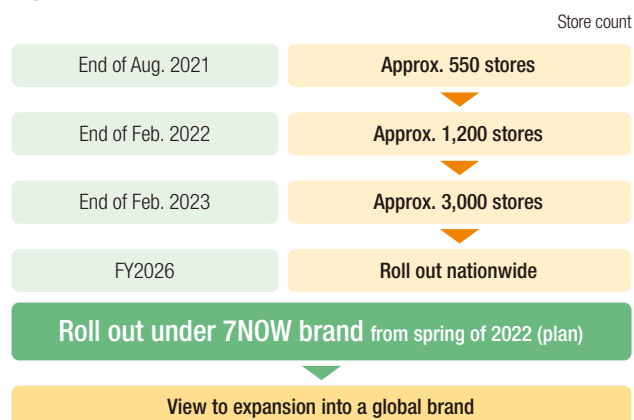 Store count
End of Aug. 2021 Approx. 550 stores
End of Feb. 2022 Approx. 1,200 stores
End of Feb. 2023 Approx. 3,000 stores
FY2026 Roll out nationwide
Roll out under 7NOW brand from spring of 2022 (plan)
View to expansion into a global brand